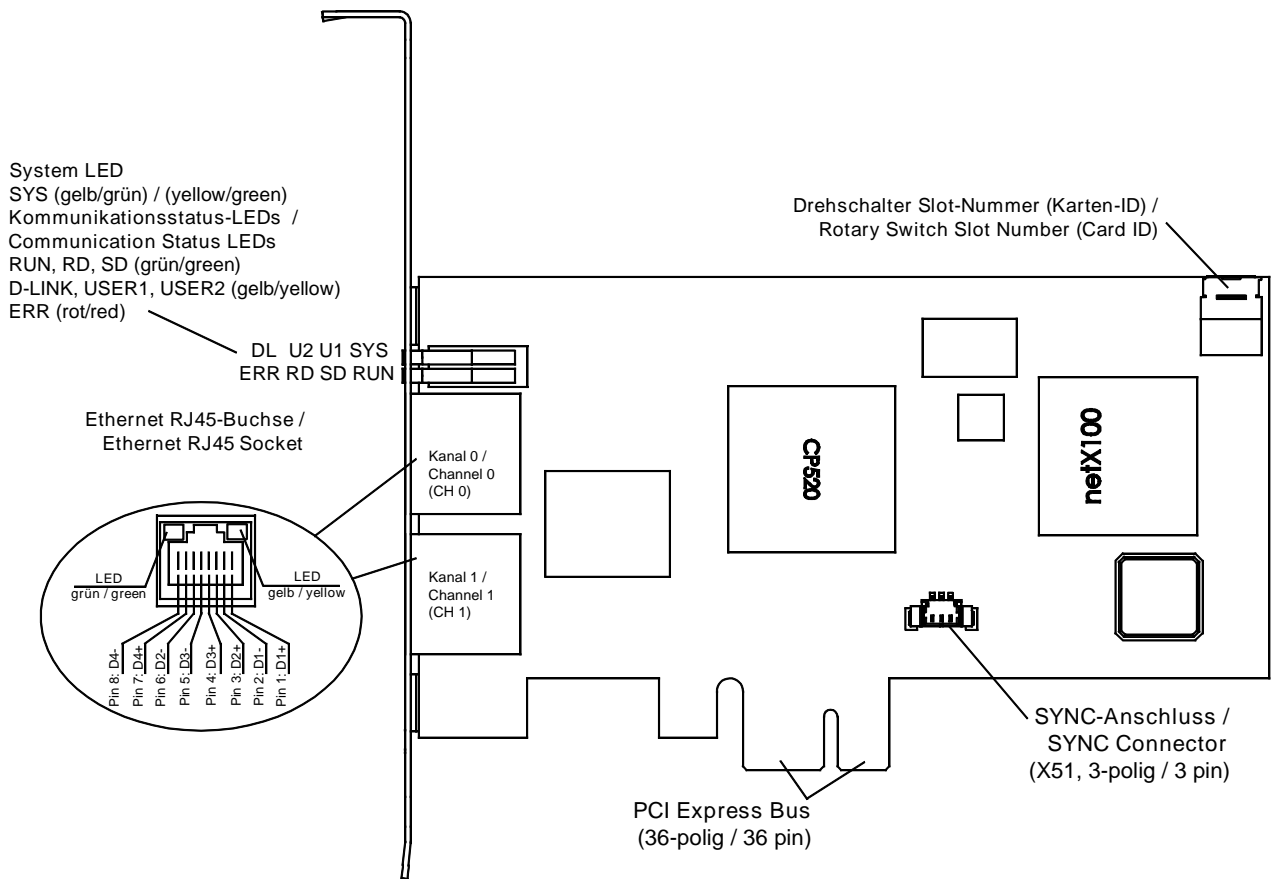 System LED
SYS (gelb/grün) / (yellow/green)
Kommunikationsstatus-LEDs /
Communication Status LEDs
RUN, RD, SD (grün/green)
D-LINK, USER1, USER2 (gelb/yellow)
ERR (rot/red)
DL U2 U1 SYS
ERR RD SD RUN
Drehschalter Slot-Nummer (Karten-ID) /
Rotary Switch Slot Number (Card ID)
Ethernet RJ45-Buchse /
Ethernet RJ45 Socket
Kanal 0 /
Channel 0
(CH 0)
Kanal 1 /
Channel 1
(CH 1)
CP520
netX100
LED
grün / green
LED
gelb / yellow
Pin 8: D4-
Pin 7: D4+
Pin 6: D2-
Pin 5: D3-
Pin 4: D3+
Pin 3: D2+
Pin 2: D1-
Pin 1: D1+
SYNC-Anschluss /
SYNC Connector
(X51, 3-polig / 3 pin)
PCI Express Bus
(36-polig / 36 pin)